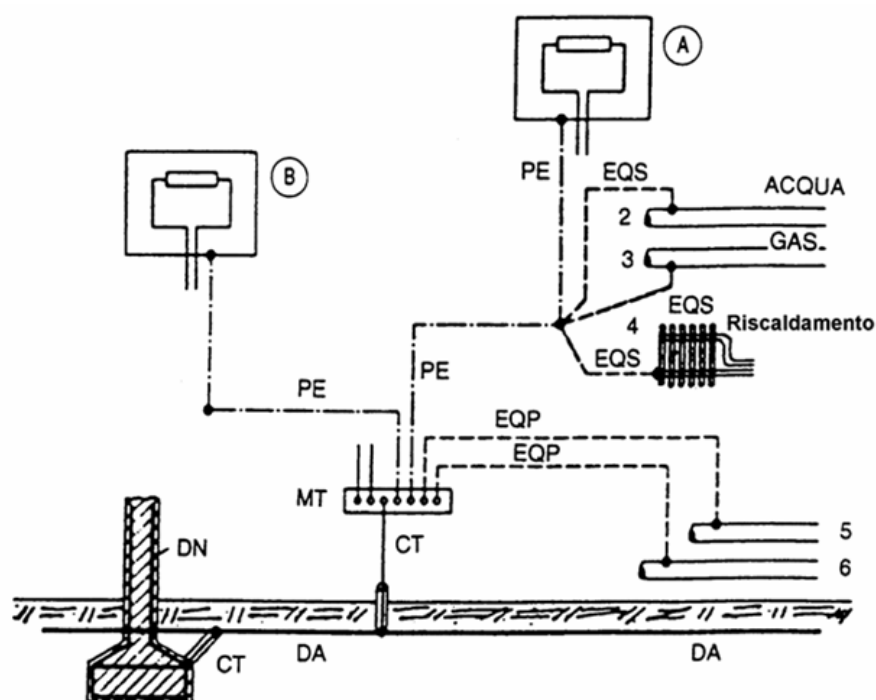 A
B
PE
EQS
ACQUA
2
GAS
3
EQS
4
Riscaldamento
EQS
PE
PE
EQP
EQP
MT
CT
5
6
DN
CT
DA
DA